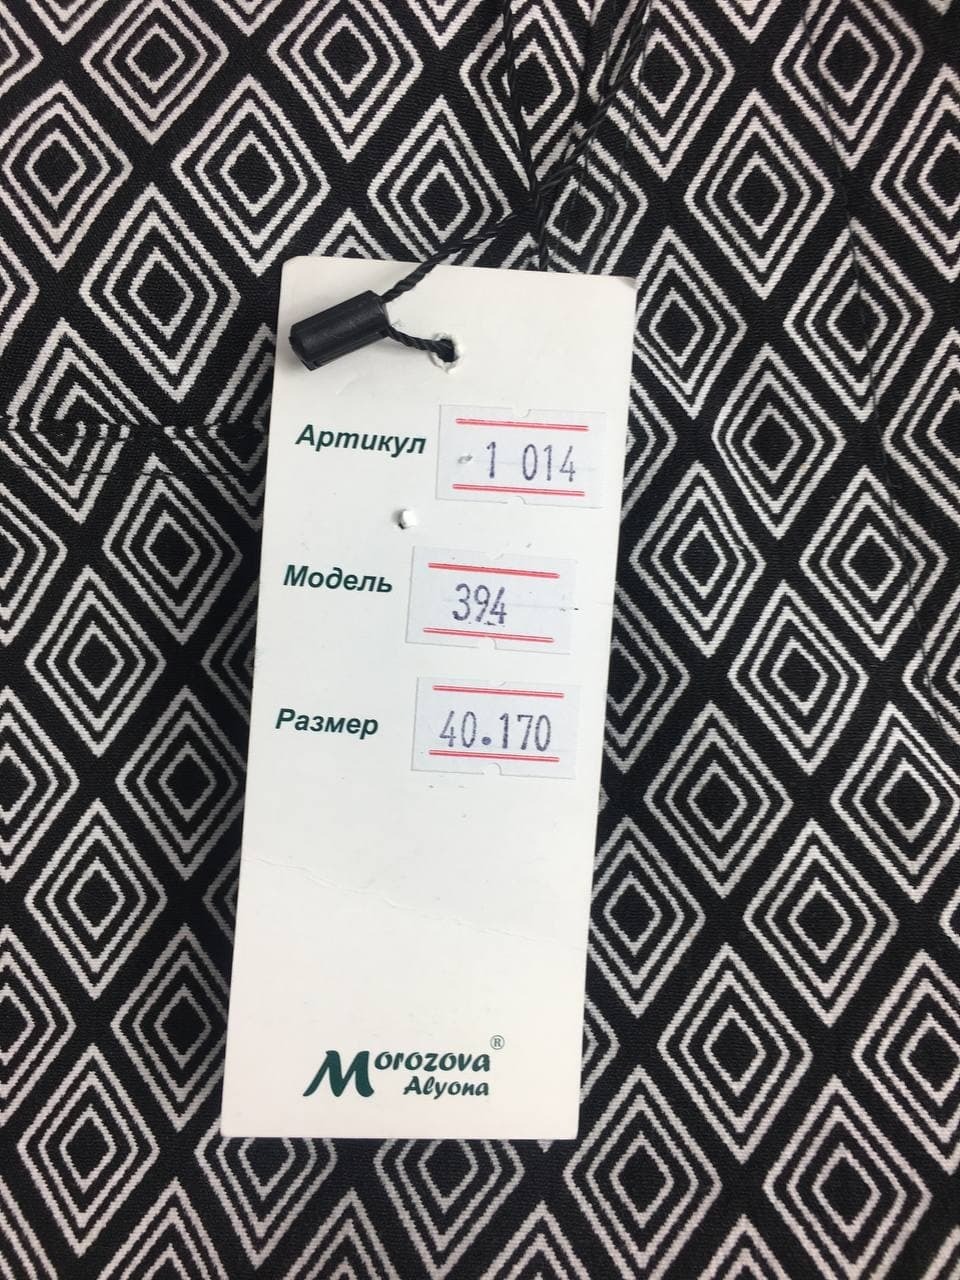 Артикул 1 014
Модель 394
Размер 40.170
Morozova®
Alyona